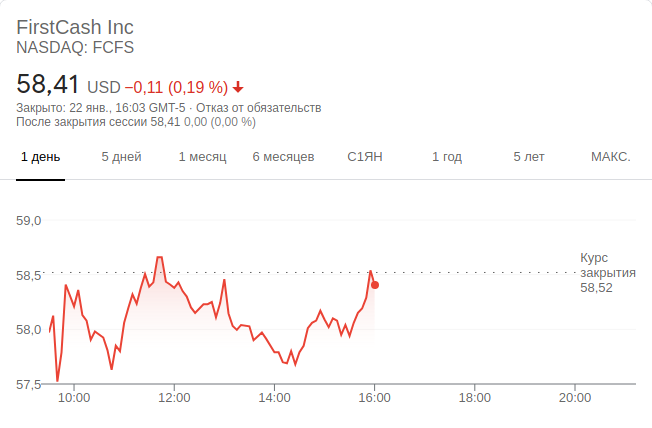 FirstCash Inc
NASDAQ: FCFS
58,41 USD −0,11 (0,19 %)
Закрыто: 22 янв., 16:03 GMT-5 · Отказ от обязательств
После закрытия сессии 58,41 0,00 (0,00 %)
1 день 5 дней 1 месяц 6 месяцев С1ЯН 1 год 5 лет МАКС.
59,0
58,5
58,0
57,5
Курс
закрытия
58,52
10:00 12:00 14:00 16:00 18:00 20:00